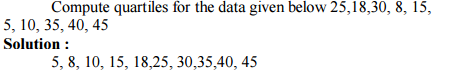 Compute quartiles for the data given below 25,18,30, 8, 15,
5, 10, 35, 40, 45
Solution :
5, 8, 10, 15, 18,25, 30,35,40, 45